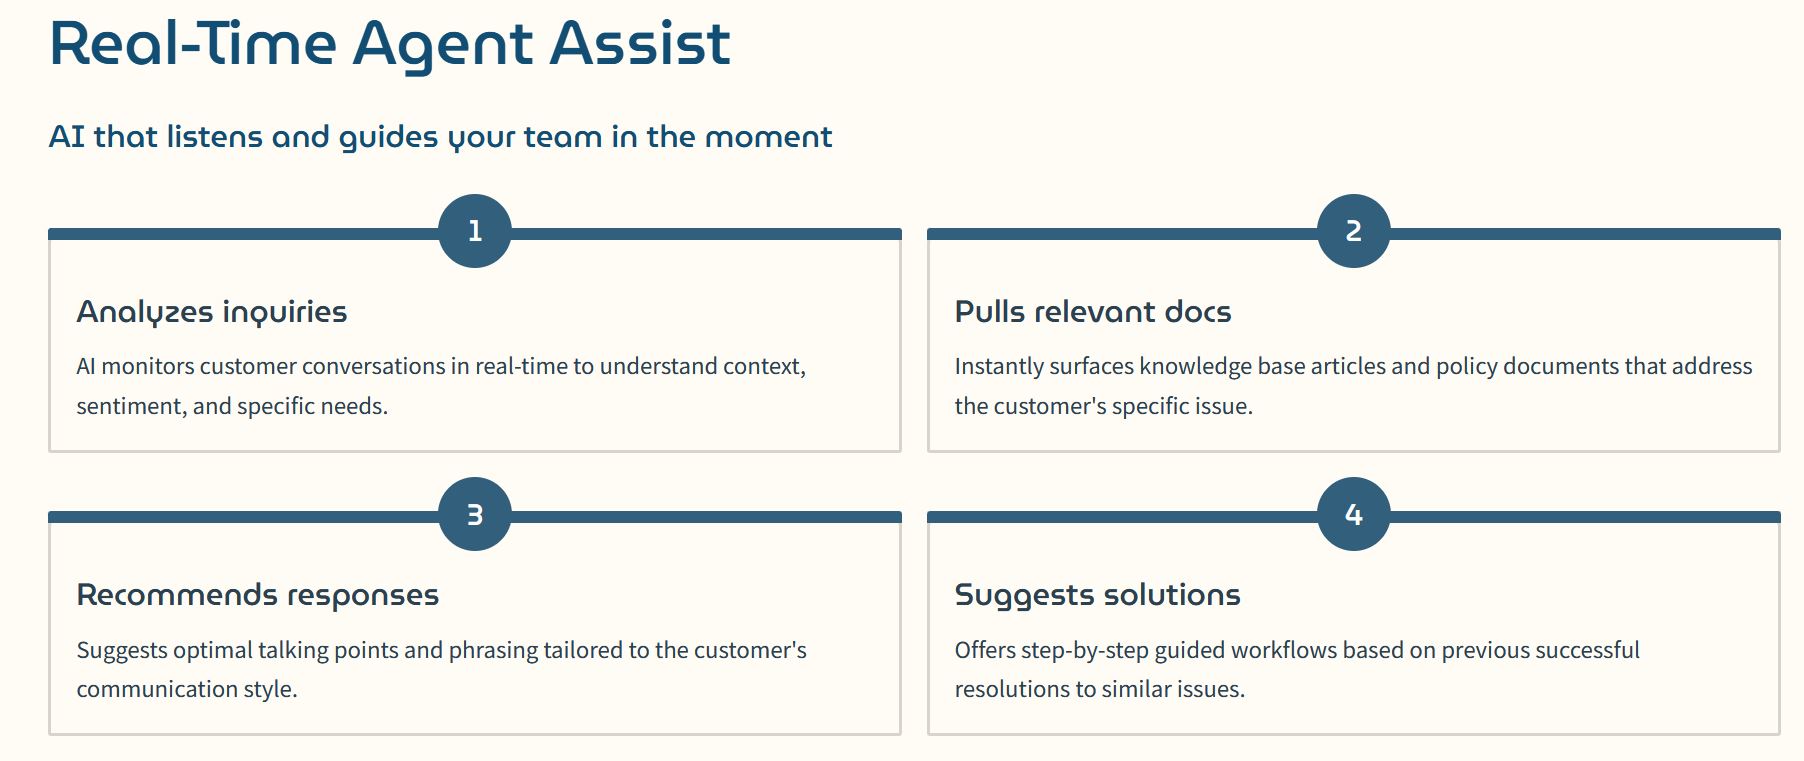 Real-Time Agent Assist
AI that listens and guides your team in the moment
1
Analyzes inquiries
AI monitors customer conversations in real-time to understand context,
sentiment, and specific needs.
2
Pulls relevant docs
Instantly surfaces knowledge base articles and policy documents that address
the customer's specific issue.
3
Recommends responses
Suggests optimal talking points and phrasing tailored to the customer's
communication style.
4
Suggests solutions
Offers step-by-step guided workflows based on previous successful
resolutions to similar issues.